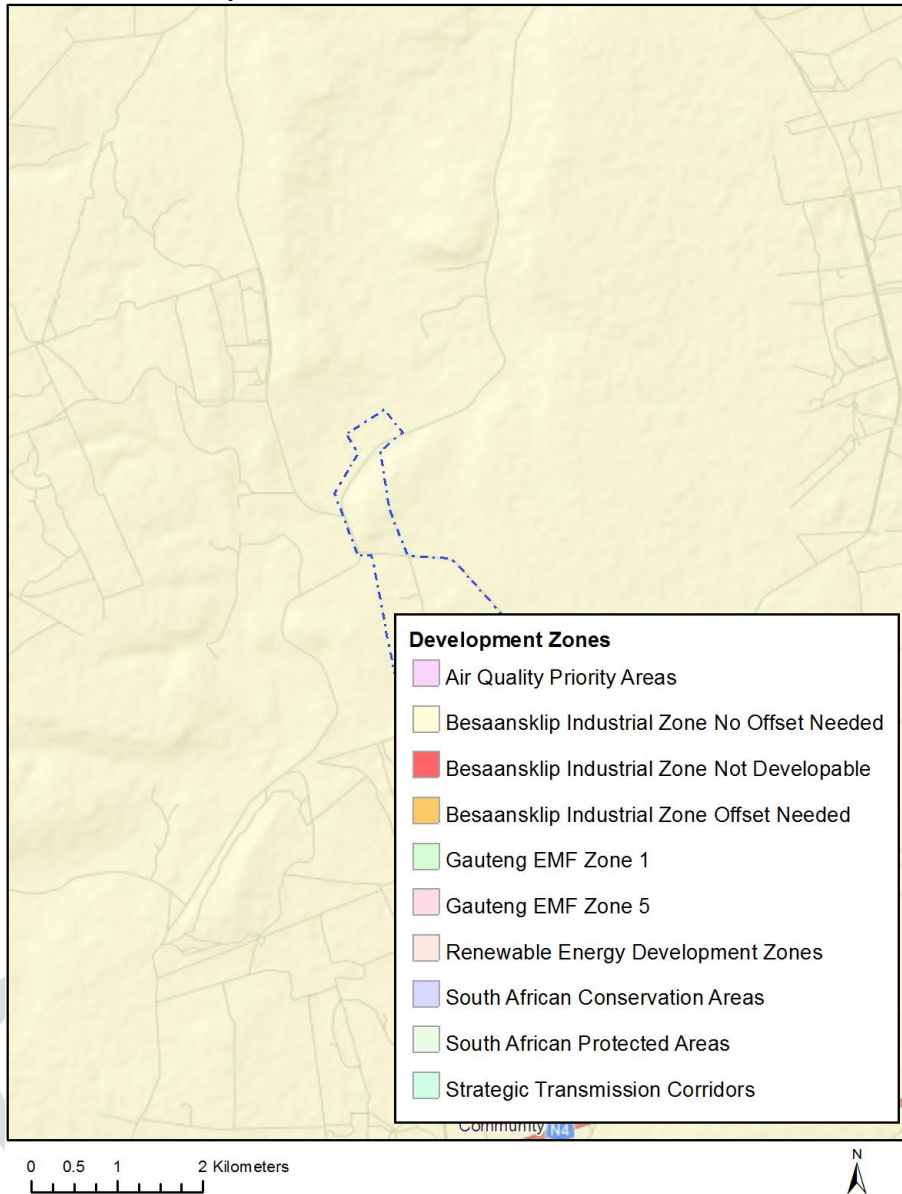 Development Zones
Air Quality Priority Areas
Besaansklip Industrial Zone No Offset Needed
Besaansklip Industrial Zone Not Developable
Besaansklip Industrial Zone Offset Needed
Gauteng EMF Zone 1
Gauteng EMF Zone 5
Renewable Energy Development Zones
South African Conservation Areas
South African Protected Areas
Strategic Transmission Corridors
Community N4
0 0.5 1 2 Kilometers
N